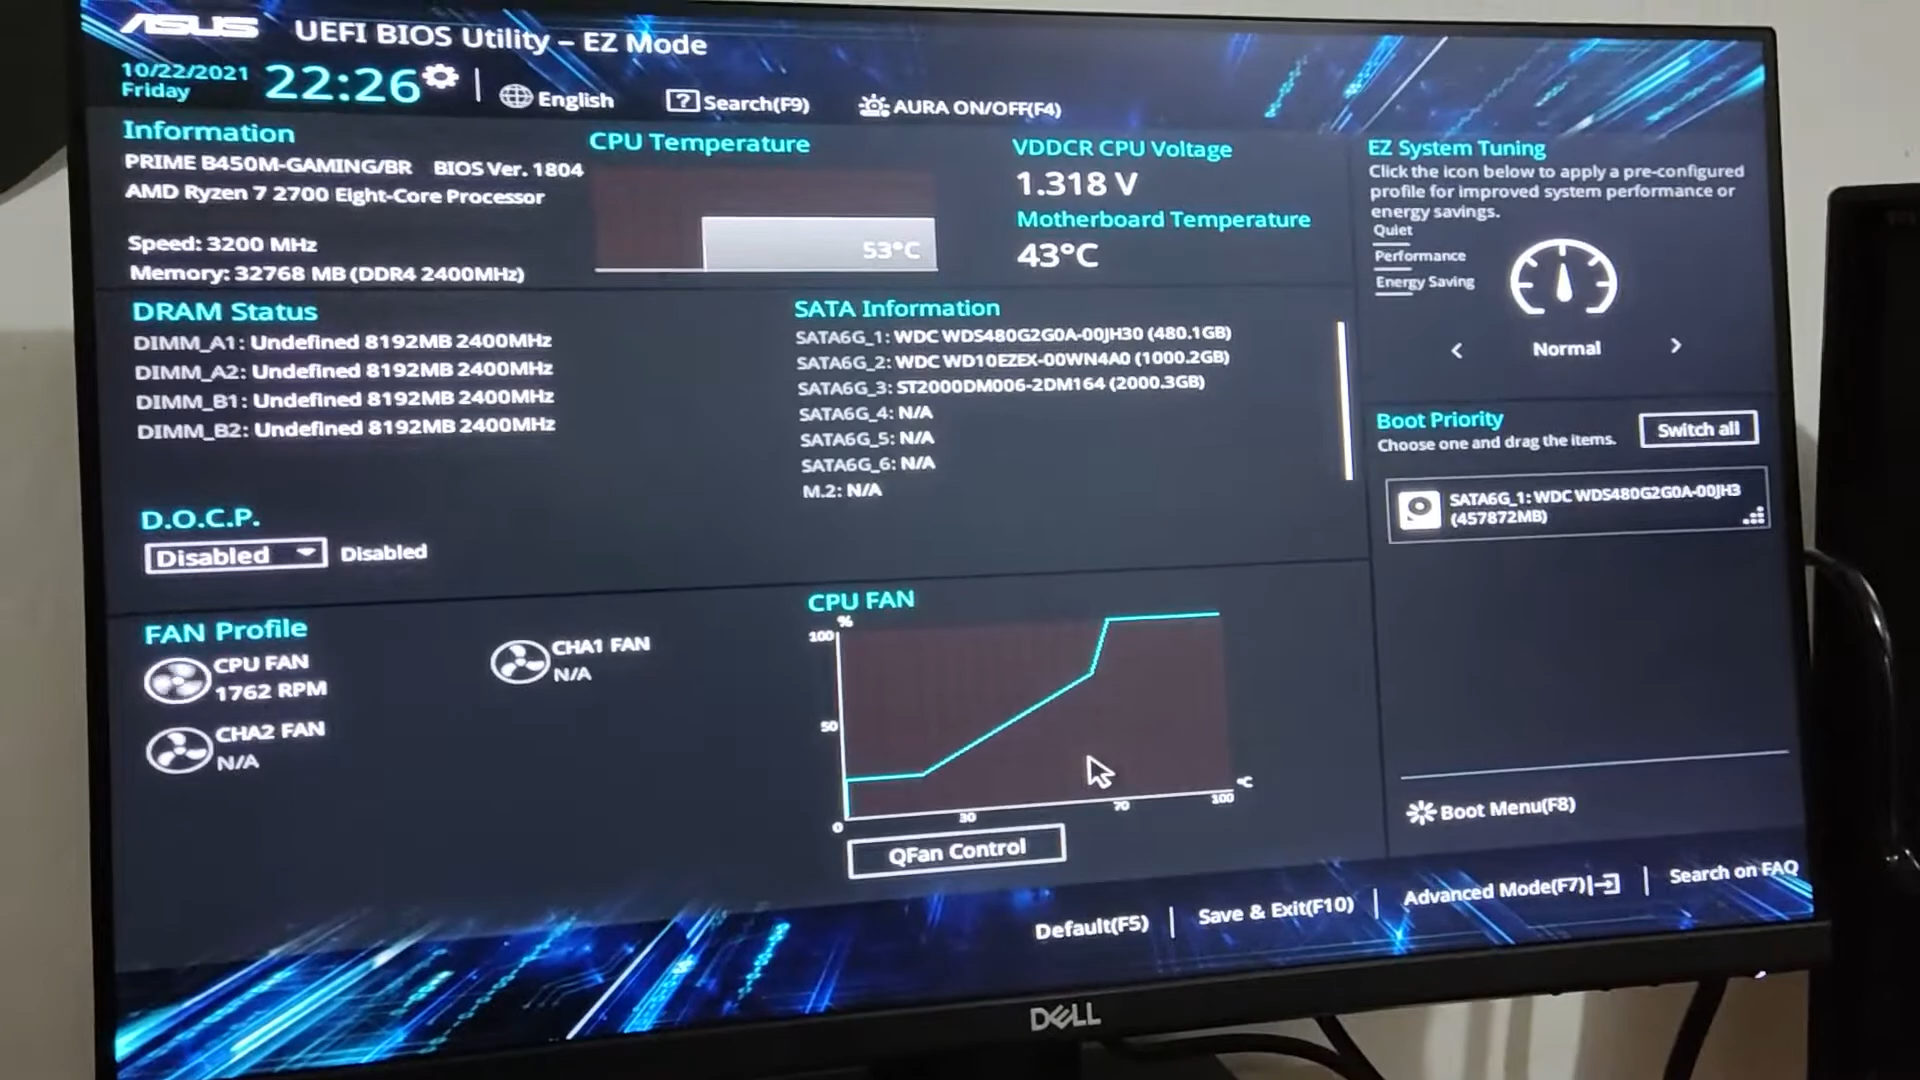 ASUS UEFI BIOS Utility – EZ Mode
10/22/2021
Friday
22:26
English
Search(F9)
AURA ON/OFF(F4)
Information
PRIME B450M-GAMING/BR BIOS Ver. 1804
AMD Ryzen 7 2700 Eight-Core Processor
Speed: 3200 MHz
Memory: 32768 MB (DDR4 2400MHz)
CPU Temperature
53°C
VDDCR CPU Voltage
1.318 V
Motherboard Temperature
43°C
EZ System Tuning
Click the icon below to apply a pre-configured
profile for improved system performance or
energy savings.
Quiet
Performance
Energy Saving
Normal
DRAM Status
DIMM_A1: Undefined 8192MB 2400MHz
DIMM_A2: Undefined 8192MB 2400MHz
DIMM_B1: Undefined 8192MB 2400MHz
DIMM_B2: Undefined 8192MB 2400MHz
SATA Information
SATA6G_1: WDC WDS480G2G0A-00JH30 (480.1GB)
SATA6G_2: WDC WD10EZEX-00WN4A0 (1000.2GB)
SATA6G_3: ST2000DM006-2DM164 (2000.3GB)
SATA6G_4: N/A
SATA6G_5: N/A
SATA6G_6: N/A
M.2: N/A
Boot Priority
Choose one and drag the items.
Switch all
SATA6G_1: WDC WDS480G2G0A-00JH3
(457872MB)
D.O.C.P.
Disabled Disabled
FAN Profile
CPU FAN
1762 RPM
CHA1 FAN
N/A
CHA2 FAN
N/A
CPU FAN
%
100
50
0
30
70
100
°C
QFan Control
Boot Menu(F8)
Default(F5)
Save & Exit(F10)
Advanced Mode(F7)
Search on FAQ
DELL